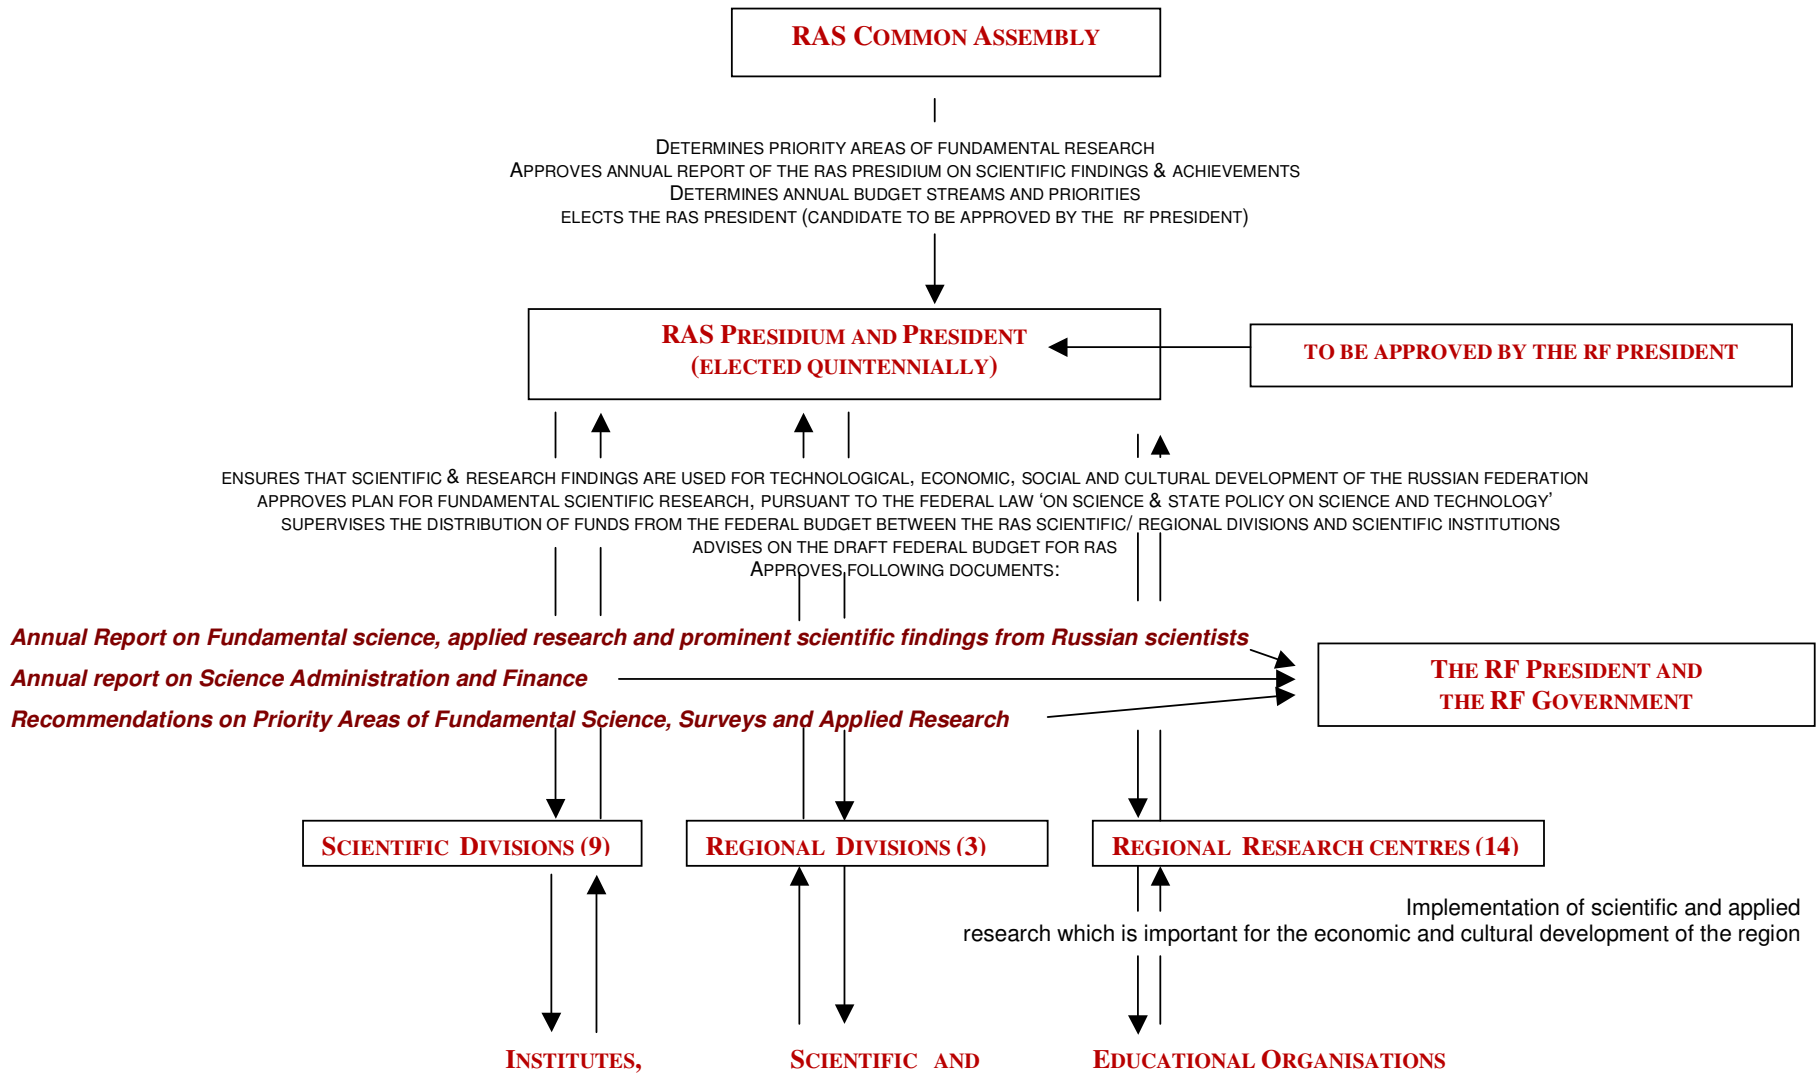 RAS COMMON ASSEMBLY
DETERMINES PRIORITY AREAS OF FUNDAMENTAL RESEARCH
APPROVES ANNUAL REPORT OF THE RAS PRESIDIUM ON SCIENTIFIC FINDINGS & ACHIEVEMENTS
DETERMINES ANNUAL BUDGET STREAMS AND PRIORITIES
ELECTS THE RAS PRESIDENT (CANDIDATE TO BE APPROVED BY THE RF PRESIDENT)
RAS PRESIDIUM AND PRESIDENT
(ELECTED QUINTENNIALLY)
TO BE APPROVED BY THE RF PRESIDENT
ENSURES THAT SCIENTIFIC & RESEARCH FINDINGS ARE USED FOR TECHNOLOGICAL, ECONOMIC, SOCIAL AND CULTURAL DEVELOPMENT OF THE RUSSIAN FEDERATION
APPROVES PLAN FOR FUNDAMENTAL SCIENTIFIC RESEARCH, PURSUANT TO THE FEDERAL LAW ‘ON SCIENCE & STATE POLICY ON SCIENCE AND TECHNOLOGY’
SUPERVISES THE DISTRIBUTION OF FUNDS FROM THE FEDERAL BUDGET BETWEEN THE RAS SCIENTIFIC/ REGIONAL DIVISIONS AND SCIENTIFIC INSTITUTIONS
ADVISES ON THE DRAFT FEDERAL BUDGET FOR RAS
APPROVES FOLLOWING DOCUMENTS:
Annual Report on Fundamental science, applied research and prominent scientific findings from Russian scientists
Annual report on Science Administration and Finance
Recommendations on Priority Areas of Fundamental Science, Surveys and Applied Research
THE RF PRESIDENT AND
THE RF GOVERNMENT
SCIENTIFIC DIVISIONS (9)
REGIONAL DIVISIONS (3)
REGIONAL RESEARCH CENTRES (14)
Implementation of scientific and applied
research which is important for the economic and cultural development of the region
INSTITUTES,
SCIENTIFIC AND
EDUCATIONAL ORGANISATIONS